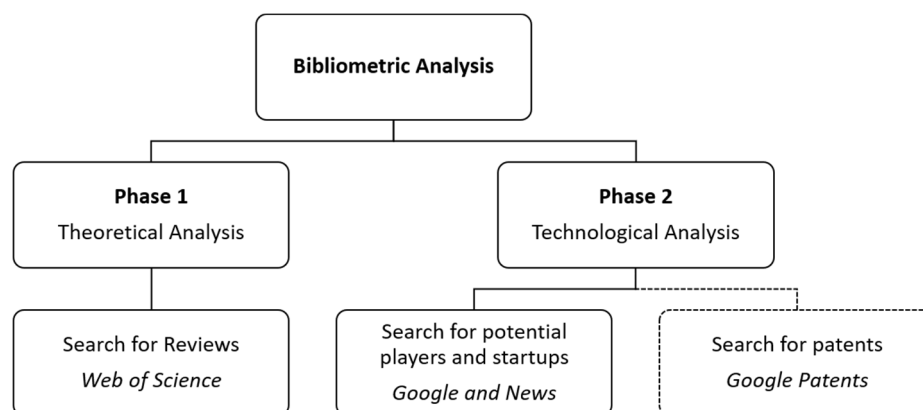 Bibliometric Analysis
Phase 1
Theoretical Analysis
Phase 2
Technological Analysis
Search for Reviews
Web of Science
Search for potential
players and startups
Google and News
Search for patents
Google Patents